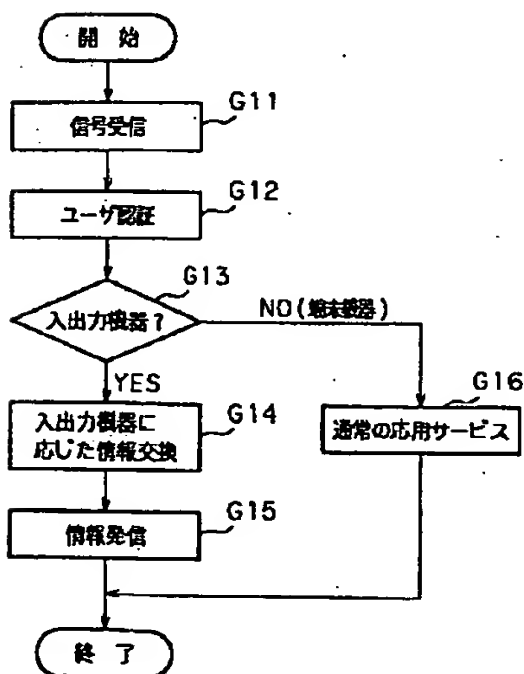 開 始
G11
信号受信
G12
ユーザ認証
G13
入出力機器?
NO(端末機器)
YES
G14
入出力機器に
応じた情報交換
G16
通常の応用サービス
G15
情報発信
終 了